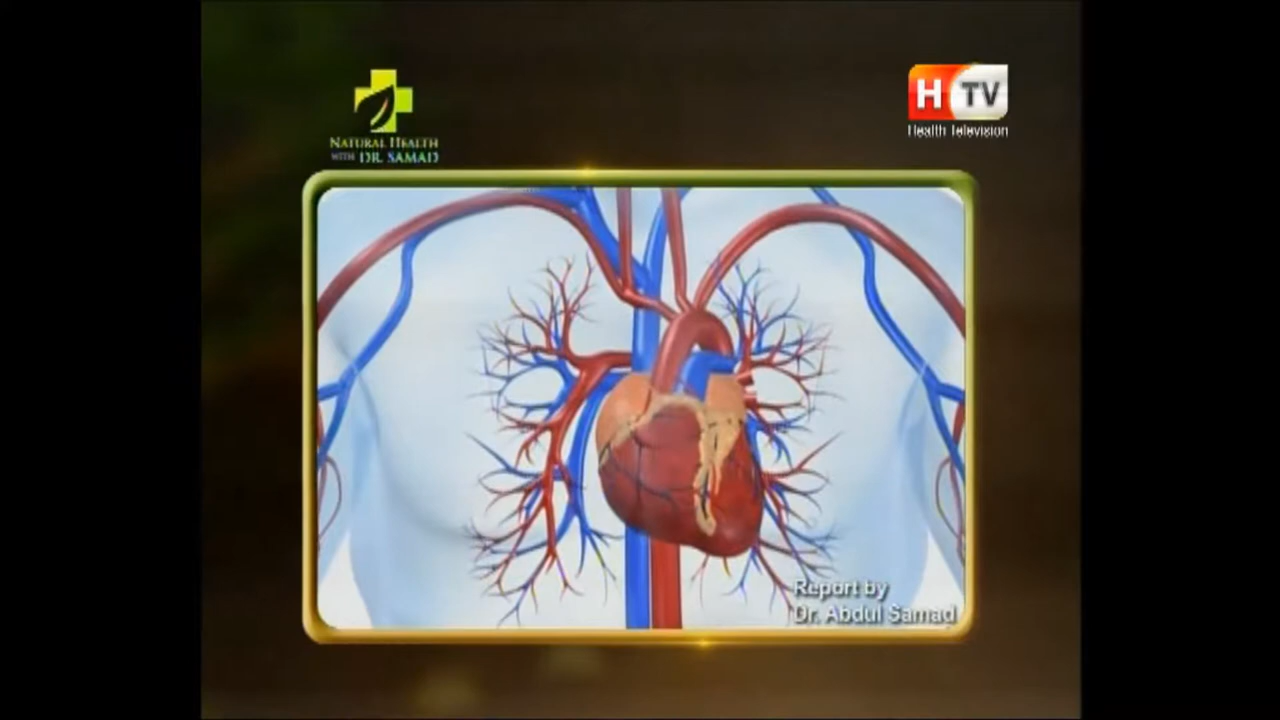 NATURAL HEALTH
WITH DR. SAMAD
H TV
Health Television
Report by
Dr. Abdul Samad